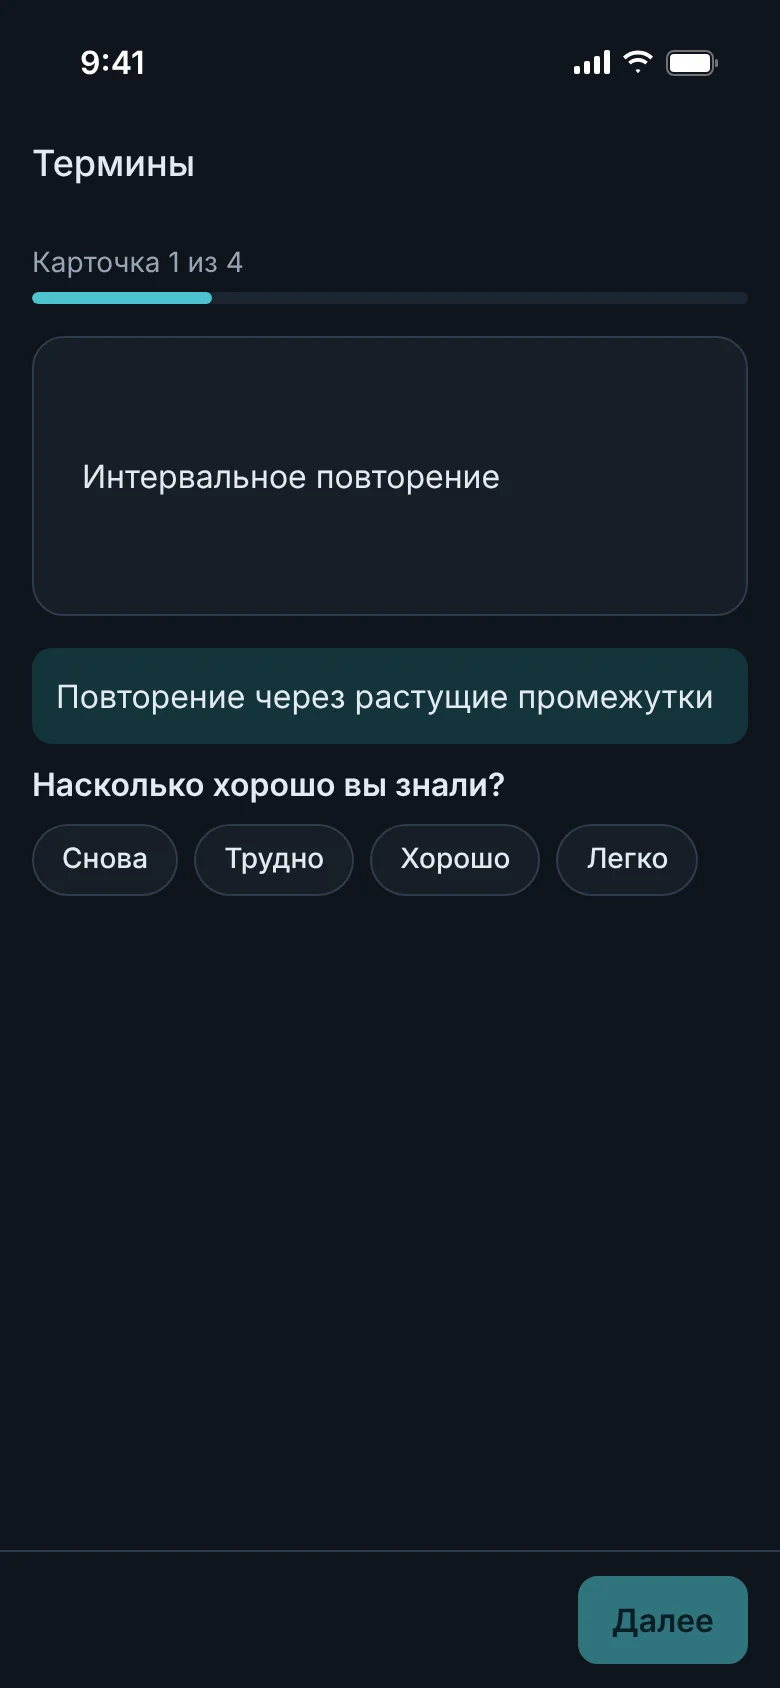 9:41
Термины
Карточка 1 из 4
Интервальное повторение
Повторение через растущие промежутки
Насколько хорошо вы знали?
Снова Трудно Хорошо Легко
Далее